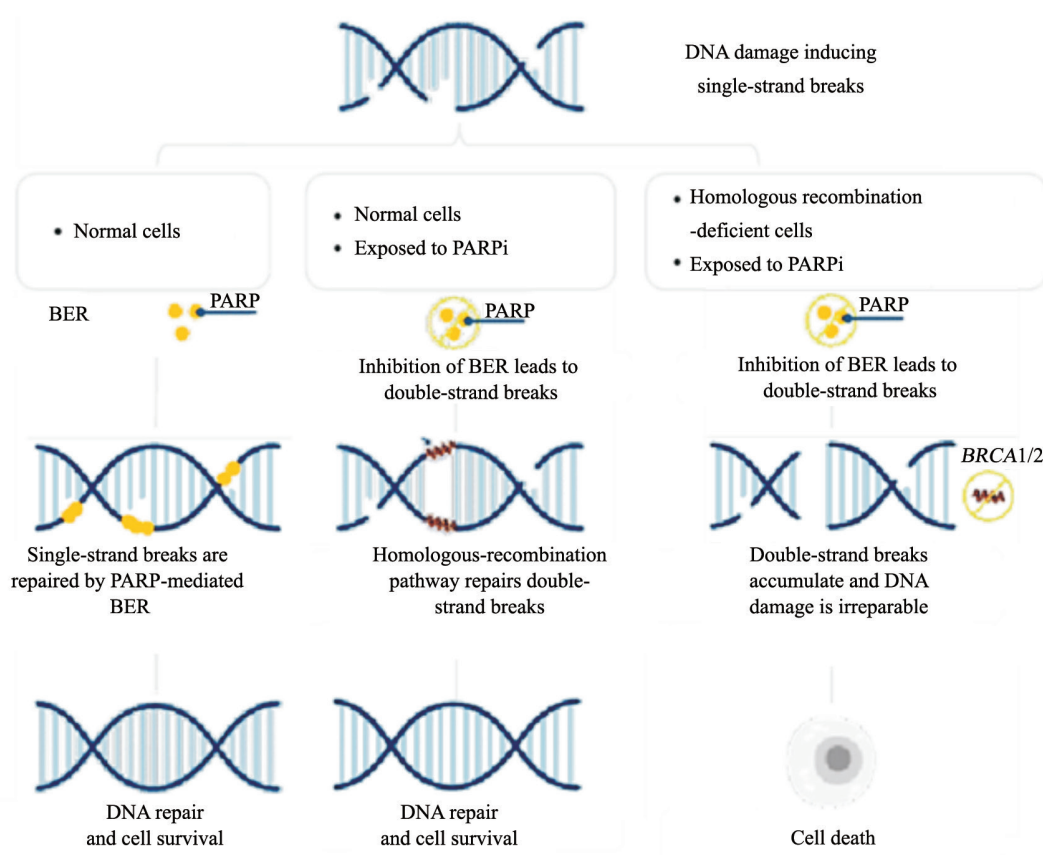 DNA damage inducing
single-strand breaks
• Normal cells
• Normal cells
• Exposed to PARPi
• Homologous recombination
-deficient cells
• Exposed to PARPi
BER
PARP
PARP
Inhibition of BER leads to
double-strand breaks
PARP
Inhibition of BER leads to
double-strand breaks
BRCA1/2
Single-strand breaks are
repaired by PARP-mediated
BER
Homologous-recombination
pathway repairs double-
strand breaks
Double-strand breaks
accumulate and DNA
damage is irreparable
DNA repair
and cell survival
DNA repair
and cell survival
Cell death